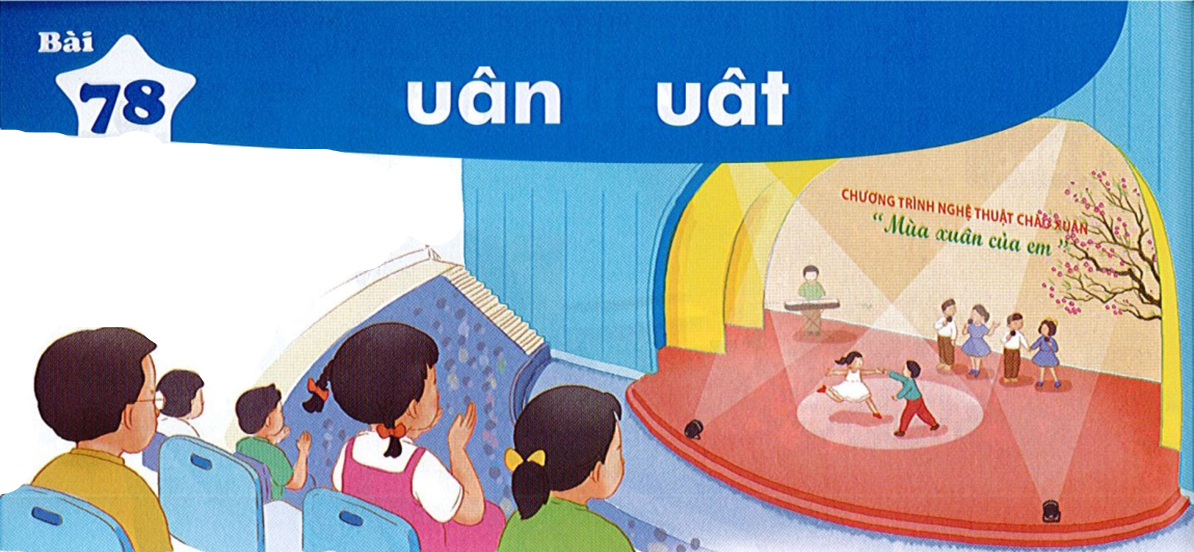 Bài
78
uân uât
CHƯƠNG TRÌNH NGHỆ THUẬT CHÀO XUÂN
“Mùa xuân của em”